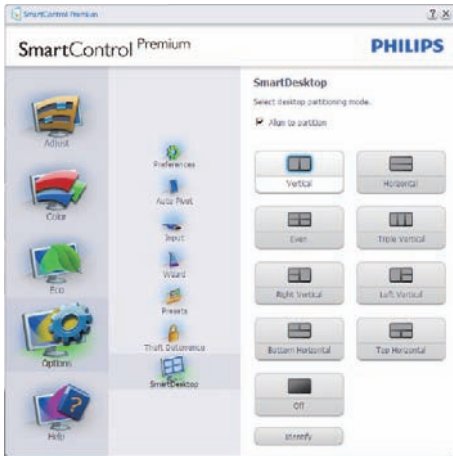 SmartControl Premium
SmartControl Premium
PHILIPS
SmartDesktop
Select desktop partitioning mode.
Align to partition
Adjust
Color
Eco
Options
Help
Preferences
Auto Pivot
Input
Wizard
Presets
Theft Deterrence
SmartDesktop
Vertical
Horizontal
Even
Triple Vertical
Right Vertical
Left Vertical
Bottom Horizontal
Top Horizontal
Off
Identify